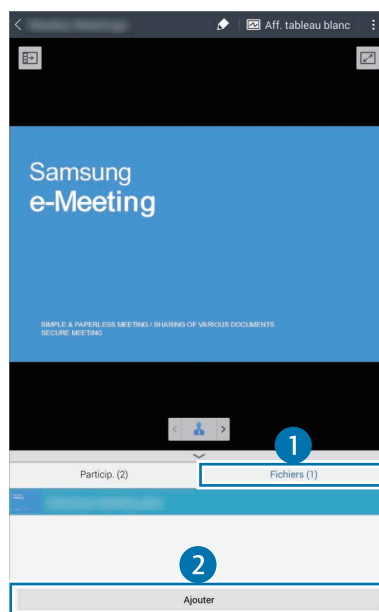 Aff. tableau blanc
Samsung
e-Meeting
SIMPLE & PAPERLESS MEETING / SHARING OF VARIOUS DOCUMENTS
SECURE MEETING
1
Particip. (2)
Fichiers (1)
2
Ajouter